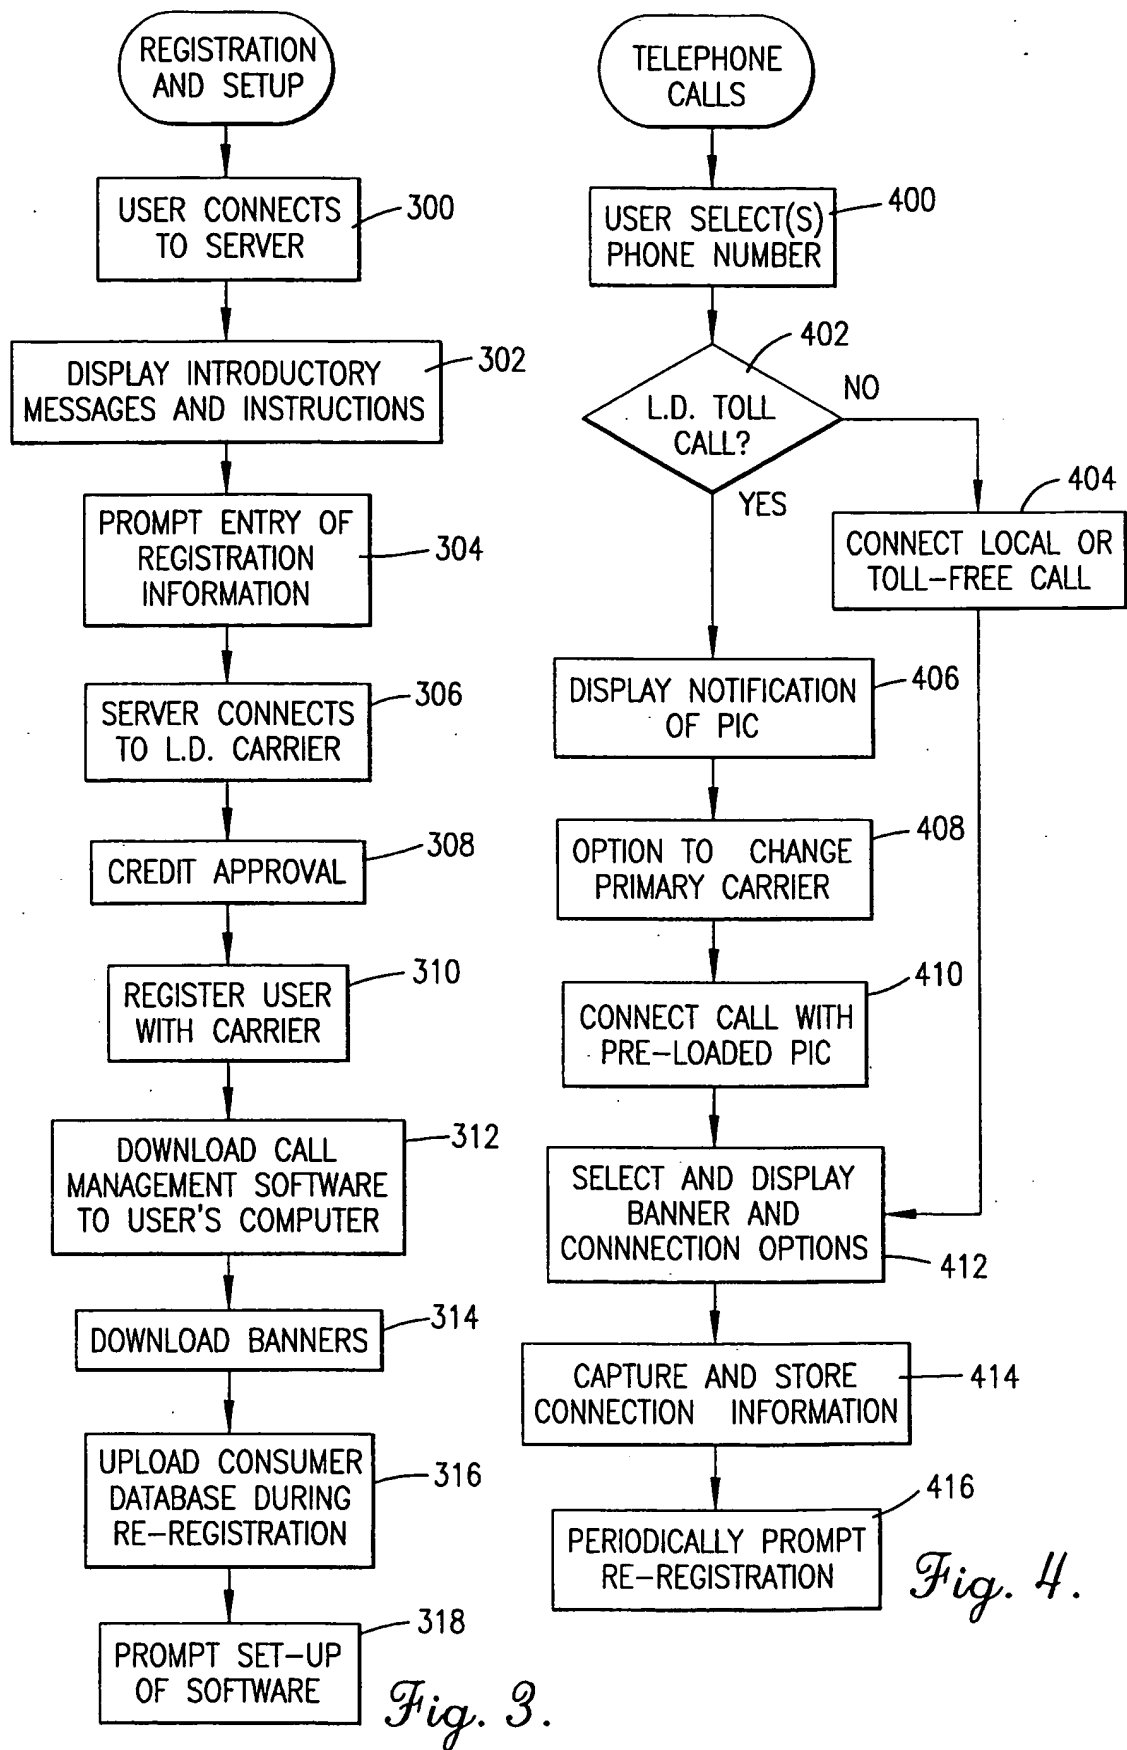 REGISTRATION
AND SETUP
USER CONNECTS
TO SERVER
300
DISPLAY INTRODUCTORY
MESSAGES AND INSTRUCTIONS
302
PROMPT ENTRY OF
REGISTRATION
INFORMATION
304
SERVER CONNECTS
TO L.D. CARRIER
306
CREDIT APPROVAL
308
REGISTER USER
WITH CARRIER
310
DOWNLOAD CALL
MANAGEMENT SOFTWARE
TO USER'S COMPUTER
312
DOWNLOAD BANNERS
314
UPLOAD CONSUMER
DATABASE DURING
RE-REGISTRATION
316
PROMPT SET-UP
OF SOFTWARE
318
Fig. 3.
TELEPHONE
CALLS
USER SELECT(S)
PHONE NUMBER
400
L.D. TOLL
CALL?
402
NO
YES
CONNECT LOCAL OR
TOLL-FREE CALL
404
DISPLAY NOTIFICATION
OF PIC
406
OPTION TO CHANGE
PRIMARY CARRIER
408
CONNECT CALL WITH
PRE-LOADED PIC
410
SELECT AND DISPLAY
BANNER AND
CONNNECTION OPTIONS
412
CAPTURE AND STORE
CONNECTION INFORMATION
414
PERIODICALLY PROMPT
RE-REGISTRATION
416
Fig. 4.